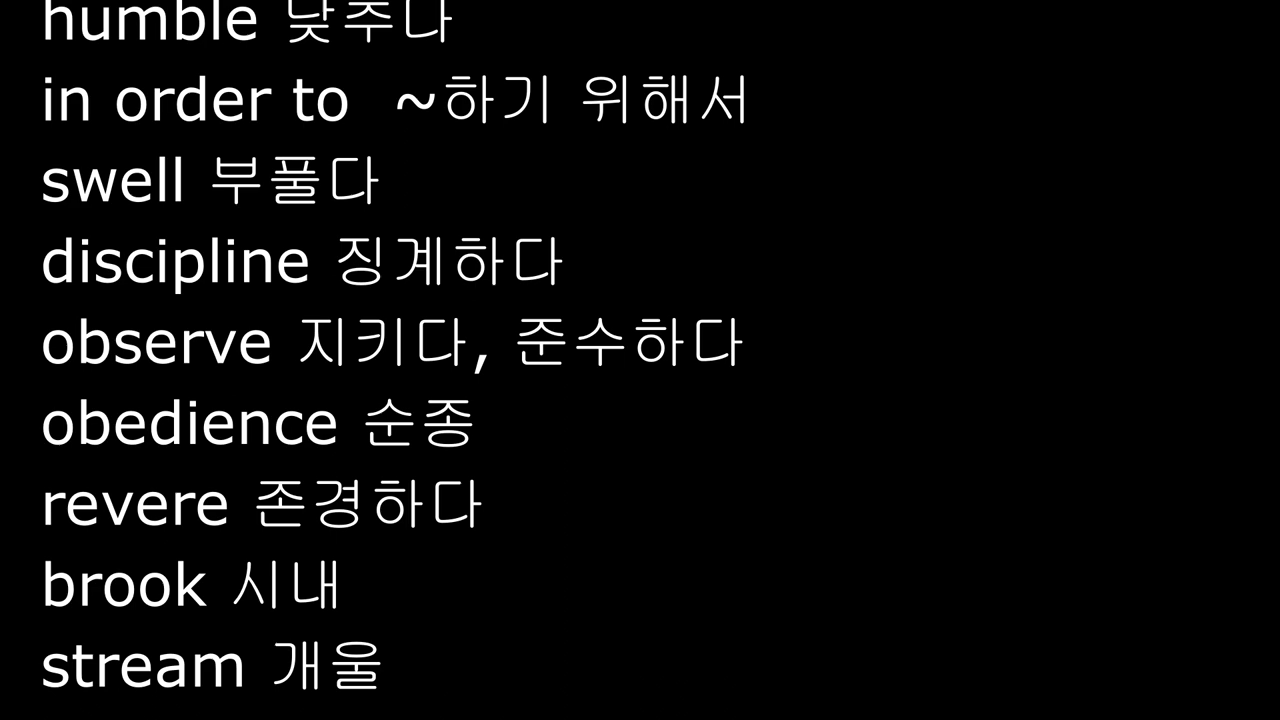 humble 낮추다
in order to  ~하기 위해서
swell 부풀다
discipline 징계하다
observe 지키다, 준수하다
obedience 순종
revere 존경하다
brook 시내
stream 개울